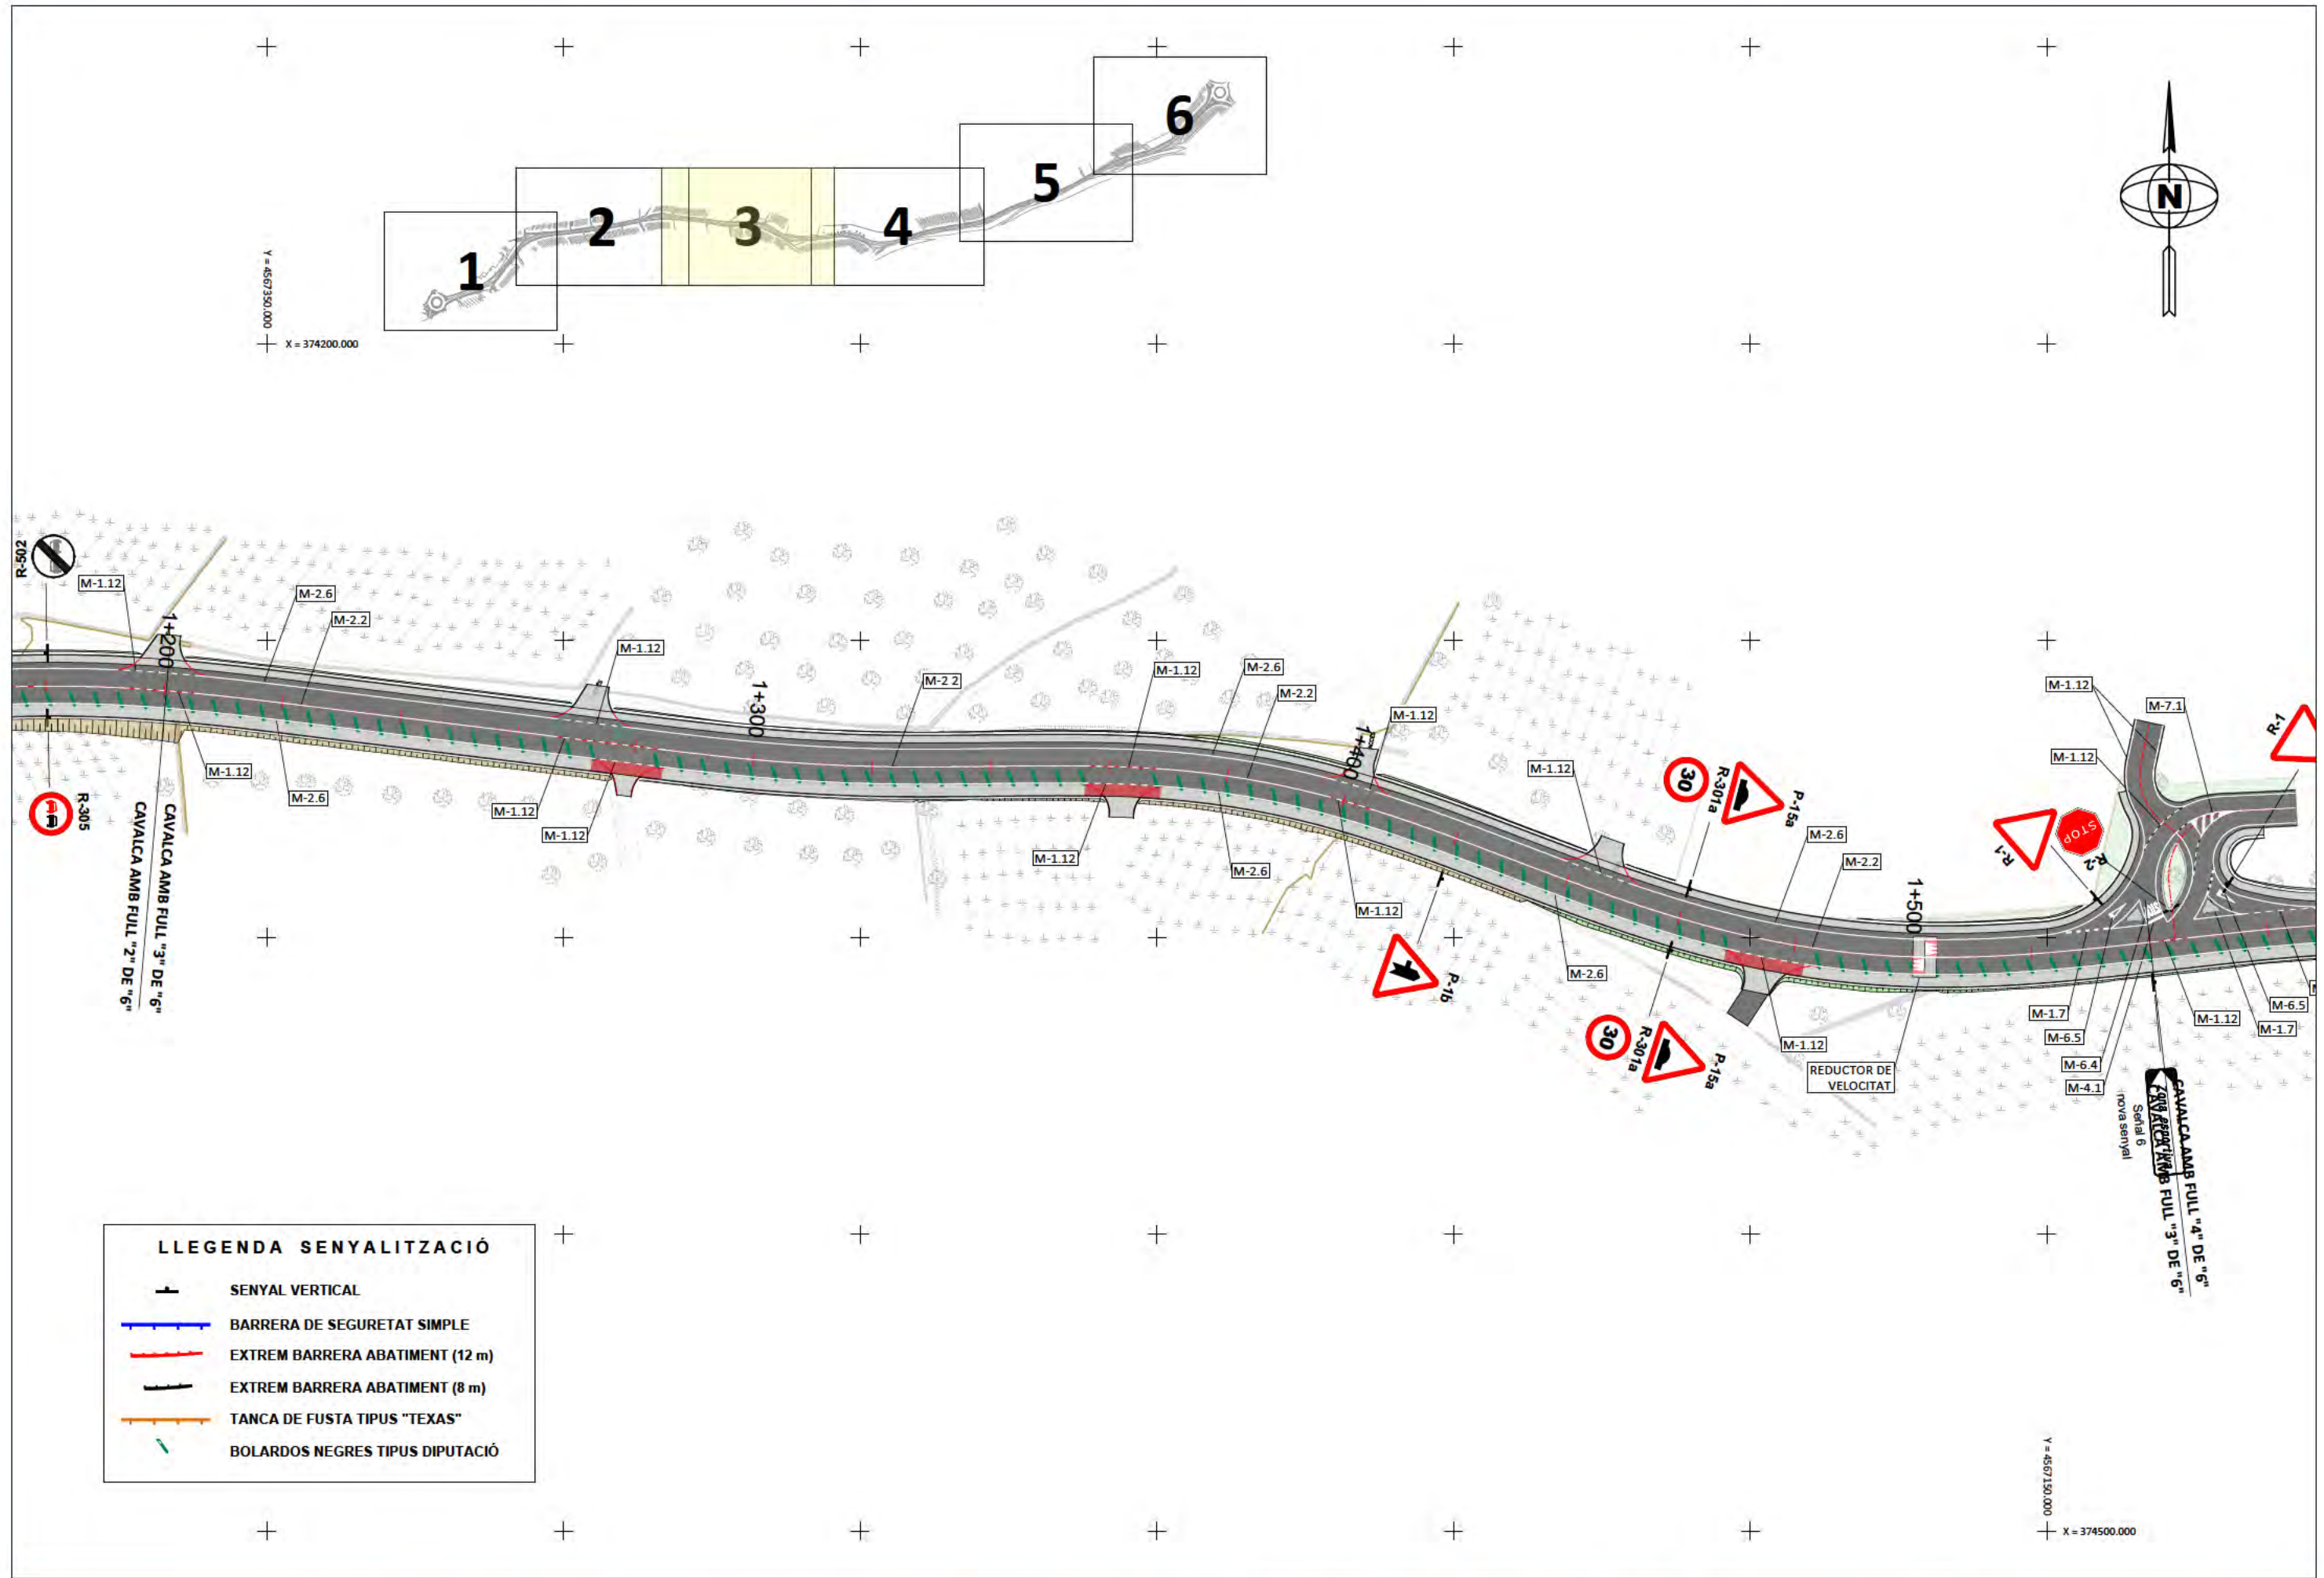 6
5
2
3
4
1
N
Y = 4567350.000
X = 374200.000
R-502
M-1.12
M-2.6
M-2.2
1+200
M-1.12
M-2.6
R-305
CAVALCA AMB FULL "2" DE "6"
CAVALCA AMB FULL "3" DE "6"
M-1.12
M-1.12
M-1.12
1+300
M-2 2
M-1.12
M-2.6
M-2.2
M-1.12
M-2.6
1+400
M-1.12
M-1.12
P-1b
M-1.12
30
R-301a
P-15a
M-2.6
M-2.2
M-2.6
30
R-301a
P-15a
M-1.12
1+500
REDUCTOR DE
VELOCITAT
M-1.12
M-7.1
M-1.12
R-1
R-1
STOP
R-2
M-1.7
M-6.5
M-6.4
M-4.1
M-1.12
M-6.5
M-1.7
Zona esportiva
Señal 6
nova senyal
CAVALCA AMB FULL "3" DE "6"
CAVALCA AMB FULL "4" DE "6"
LLEGENDA SENYALITZACIÓ
SENYAL VERTICAL
BARRERA DE SEGURETAT SIMPLE
EXTREM BARRERA ABATIMENT (12 m)
EXTREM BARRERA ABATIMENT (8 m)
TANCA DE FUSTA TIPUS "TEXAS"
BOLARDOS NEGRES TIPUS DIPUTACIÓ
Y = 4567150.000
X = 374500.000